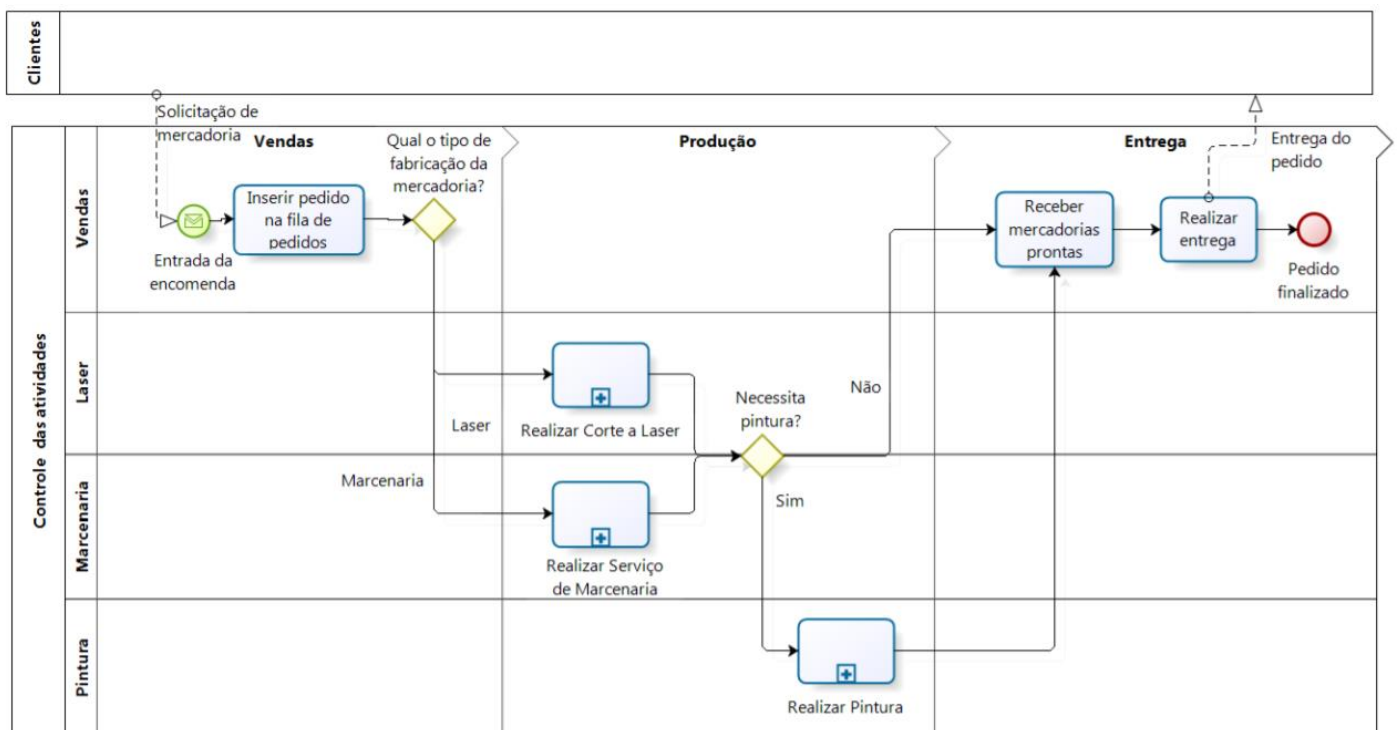 Clientes
Solicitação de
mercadoria
Vendas
Qual o tipo de
fabricação da
mercadoria?
Produção
Entrega
Entrega do
pedido
Controle das atividades
Vendas
Inserir pedido
na fila de
pedidos
Entrada da
encomenda
Receber
mercadorias
prontas
Realizar
entrega
Pedido
finalizado
Laser
Laser
Realizar Corte a Laser
Necessita
pintura?
Não
Marcenaria
Marcenaria
Sim
Realizar Serviço
de Marcenaria
Pintura
Realizar Pintura